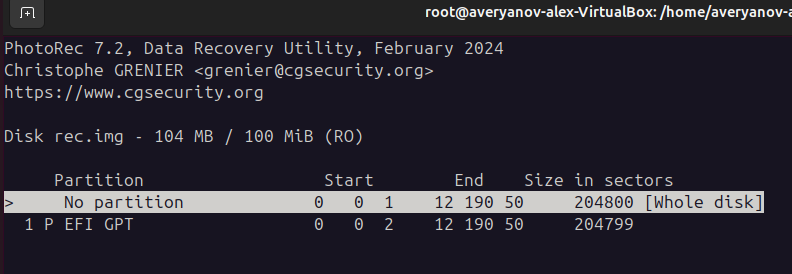 root@averyanov-alex-VirtualBox: /home/averyanov-a
PhotoRec 7.2, Data Recovery Utility, February 2024
Christophe GRENIER <grenier@cgsecurity.org>
https://www.cgsecurity.org
Disk rec.img - 104 MB / 100 MiB (RO)
Partition Start End Size in sectors
> No partition 0 0 1 12 190 50 204800 [Whole disk]
1 P EFI GPT 0 0 2 12 190 50 204799